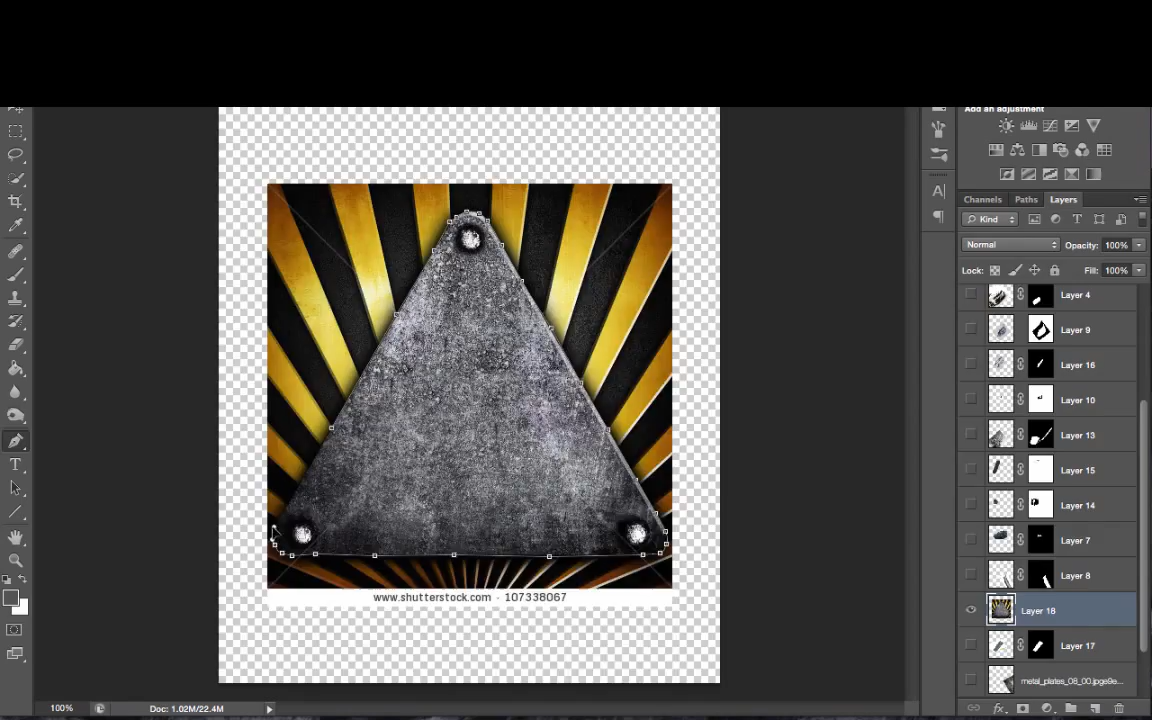 Add an adjustment
Channels Paths Layers
Kind
Normal Opacity: 100%
Lock: Fill: 100%
Layer 4
Layer 9
Layer 16
Layer 10
Layer 13
Layer 15
Layer 14
Layer 7
Layer 8
Layer 18
Layer 17
metal_plates_08_00.jpge9e...
www.shutterstock.com · 107338067
100% Doc: 1.02M/22.4M